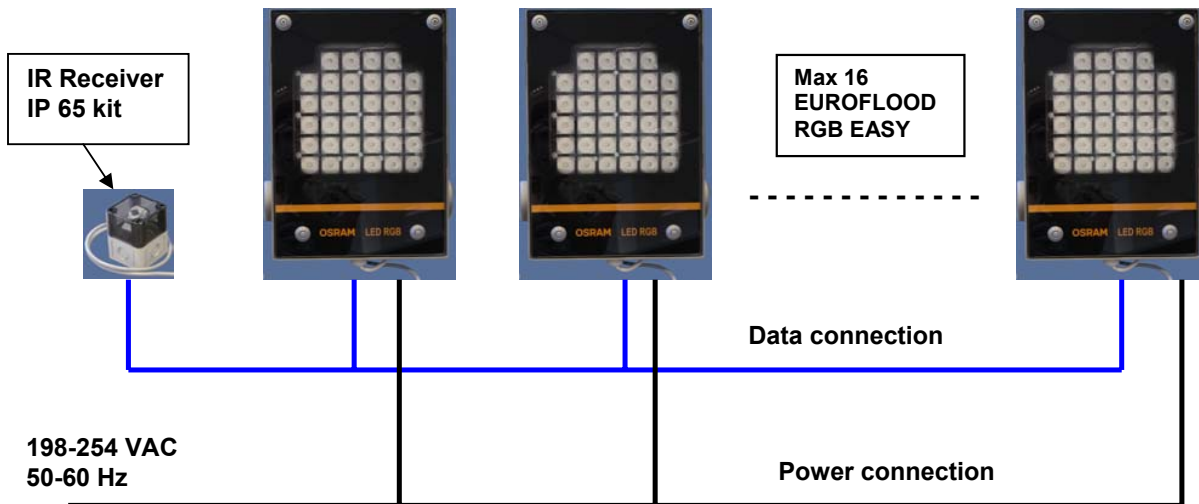 IR Receiver
IP 65 kit
Max 16
EUROFLOOD
RGB EASY
OSRAM LED RGB
OSRAM LED RGB
OSRAM LED RGB
Data connection
198-254 VAC
50-60 Hz
Power connection